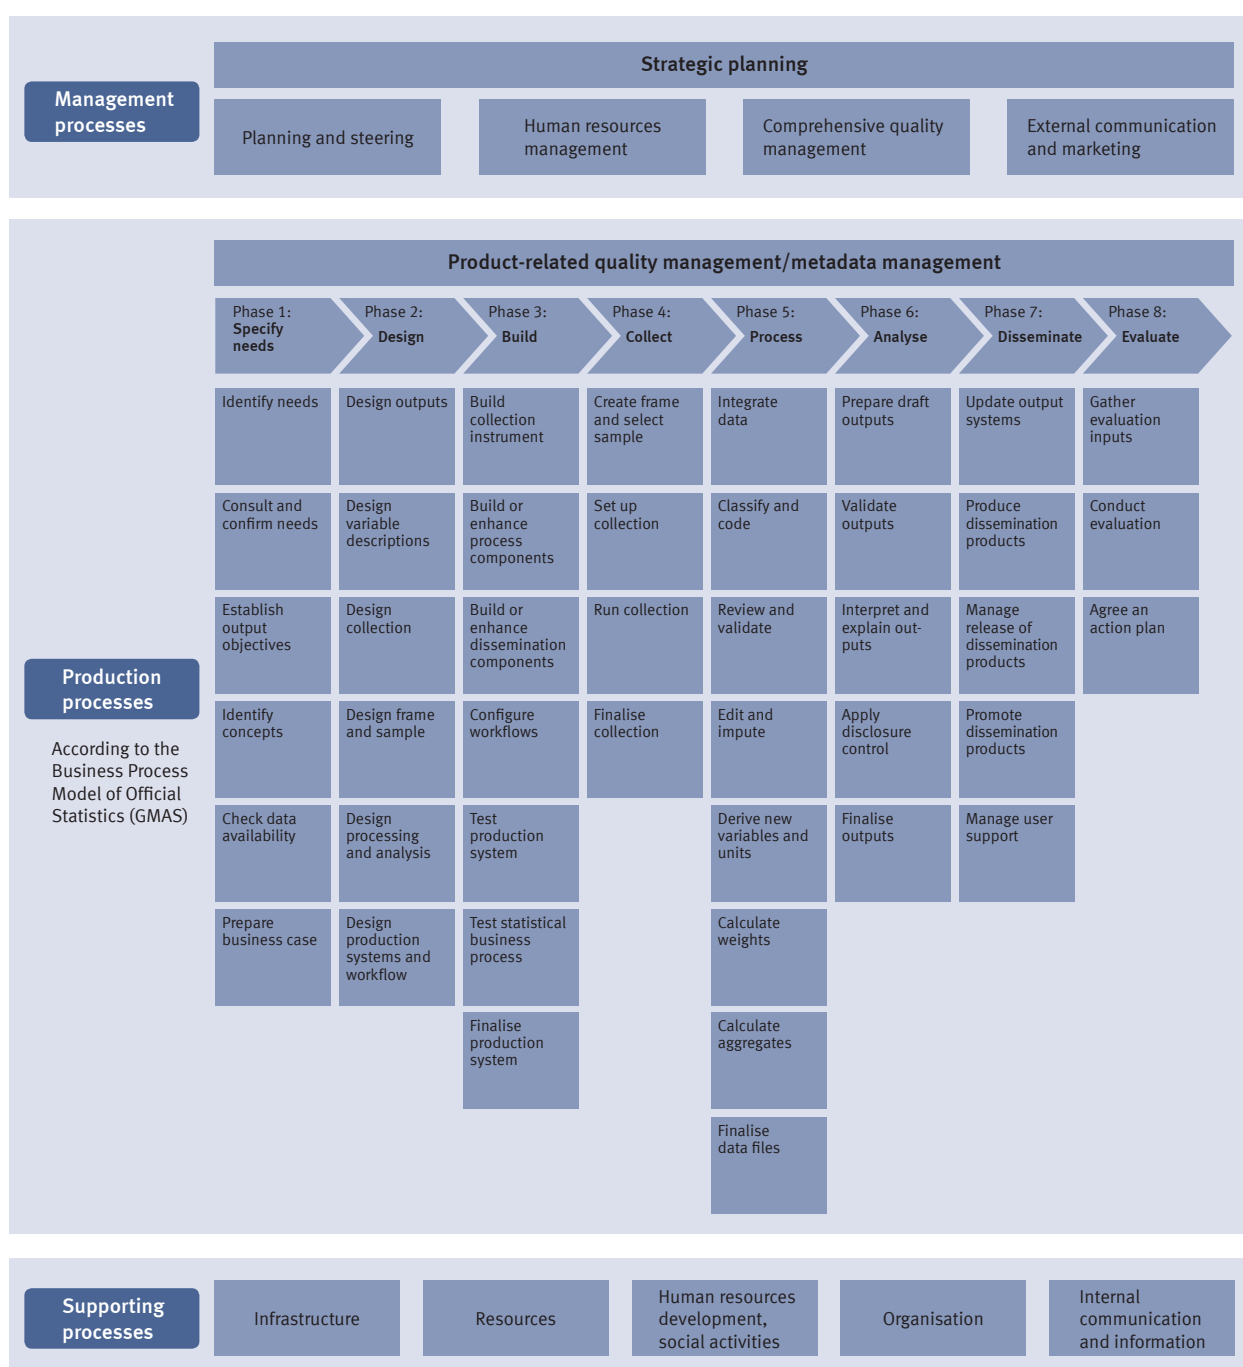 Management
processes
Strategic planning
Planning and steering
Human resources
management
Comprehensive quality
management
External communication
and marketing
Production
processes
According to the
Business Process
Model of Official
Statistics (GMAS)
Product-related quality management/metadata management
Phase 1:
Specify
needs
Phase 2:
Design
Phase 3:
Build
Phase 4:
Collect
Phase 5:
Process
Phase 6:
Analyse
Phase 7:
Disseminate
Phase 8:
Evaluate
Identify needs
Design outputs
Build
collection
instrument
Create frame
and select
sample
Integrate
data
Prepare draft
outputs
Update output
systems
Gather
evaluation
inputs
Consult and
confirm needs
Design
variable
descriptions
Build or
enhance
process
components
Set up
collection
Classify and
code
Validate
outputs
Produce
dissemination
products
Conduct
evaluation
Establish
output
objectives
Design
collection
Build or
enhance
dissemination
components
Run collection
Review and
validate
Interpret and
explain out-
puts
Manage
release of
dissemination
products
Agree an
action plan
Identify
concepts
Design frame
and sample
Configure
workflows
Finalise
collection
Edit and
impute
Apply
disclosure
control
Promote
dissemination
products
Check data
availability
Design
processing
and analysis
Test
production
system
Derive new
variables and
units
Finalise
outputs
Manage user
support
Prepare
business case
Design
production
systems and
workflow
Test statistical
business
process
Calculate
weights
Finalise
production
system
Calculate
aggregates
Finalise
data files
Supporting
processes
Infrastructure
Resources
Human resources
development,
social activities
Organisation
Internal
communication
and information